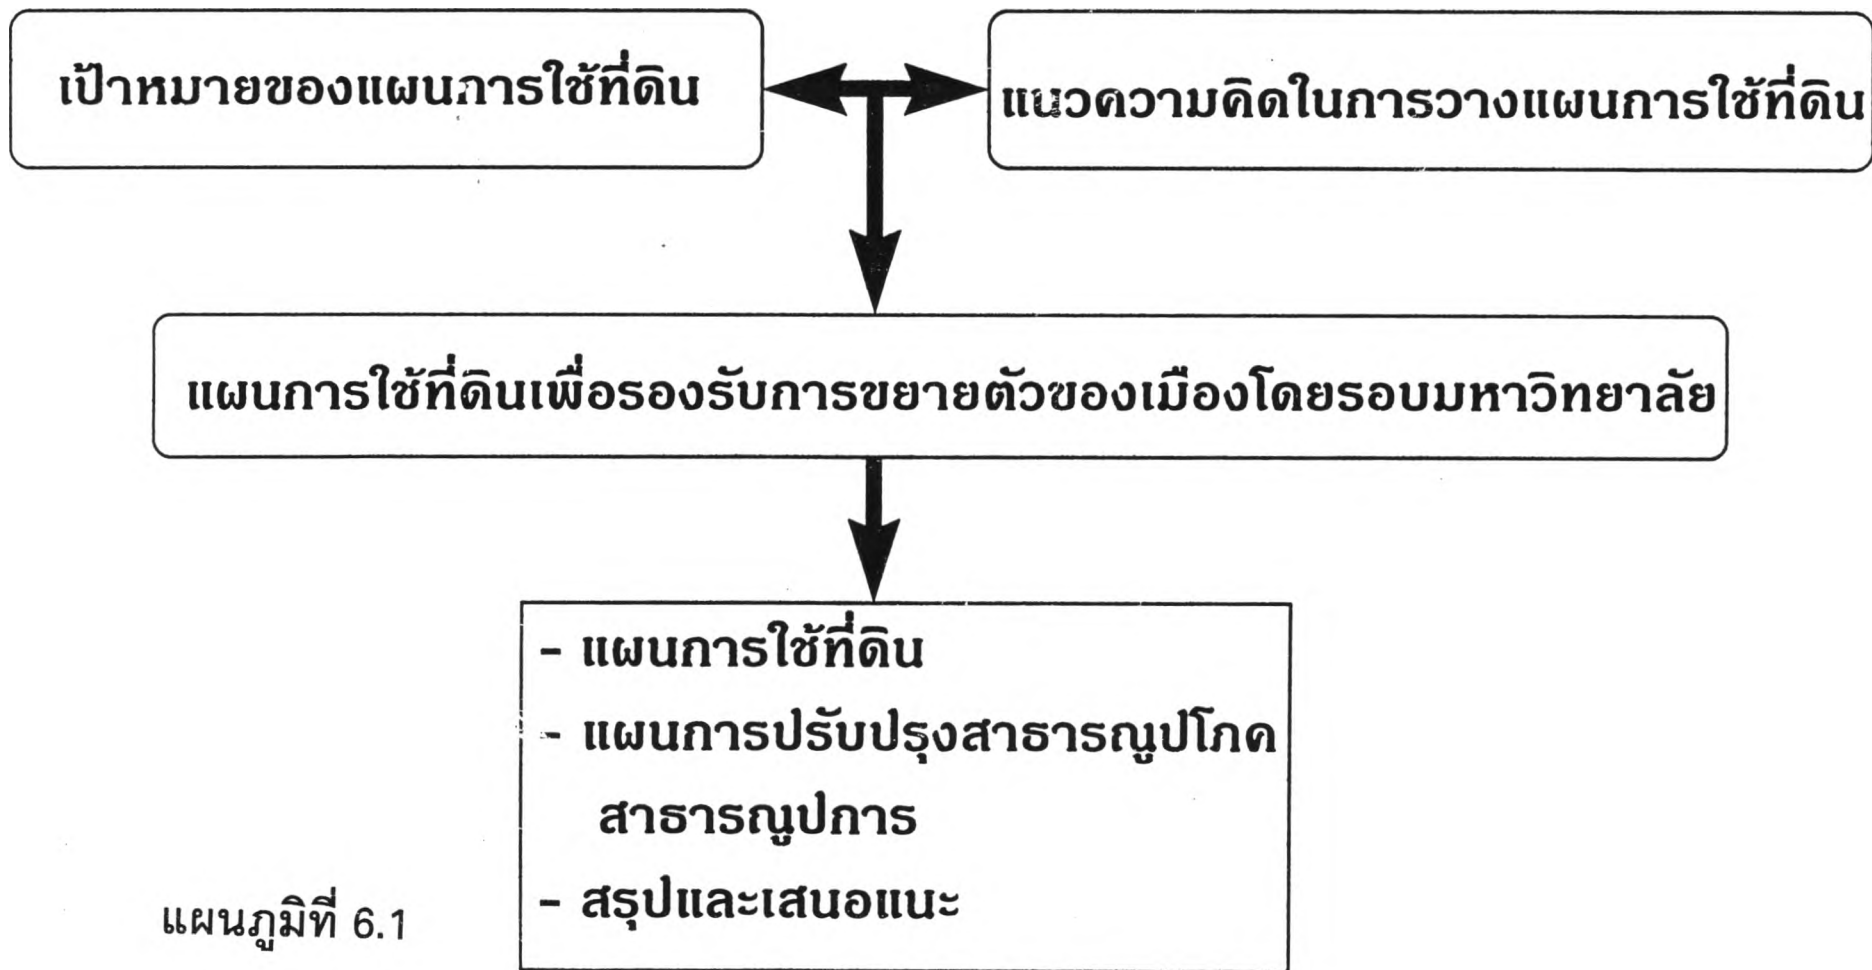 เป้าหมายของแผนการใช้ที่ดิน
แนวความคิดในการวางแผนการใช้ที่ดิน
แผนการใช้ที่ดินเพื่อรองรับการขยายตัวของเมืองโดยรอบมหาวิทยาลัย
- แผนการใช้ที่ดิน
- แผนการปรับปรุงสาธารณูปโภค
สาธารณูปการ
- สรุปและเสนอแนะ
แผนภูมิที่ 6.1